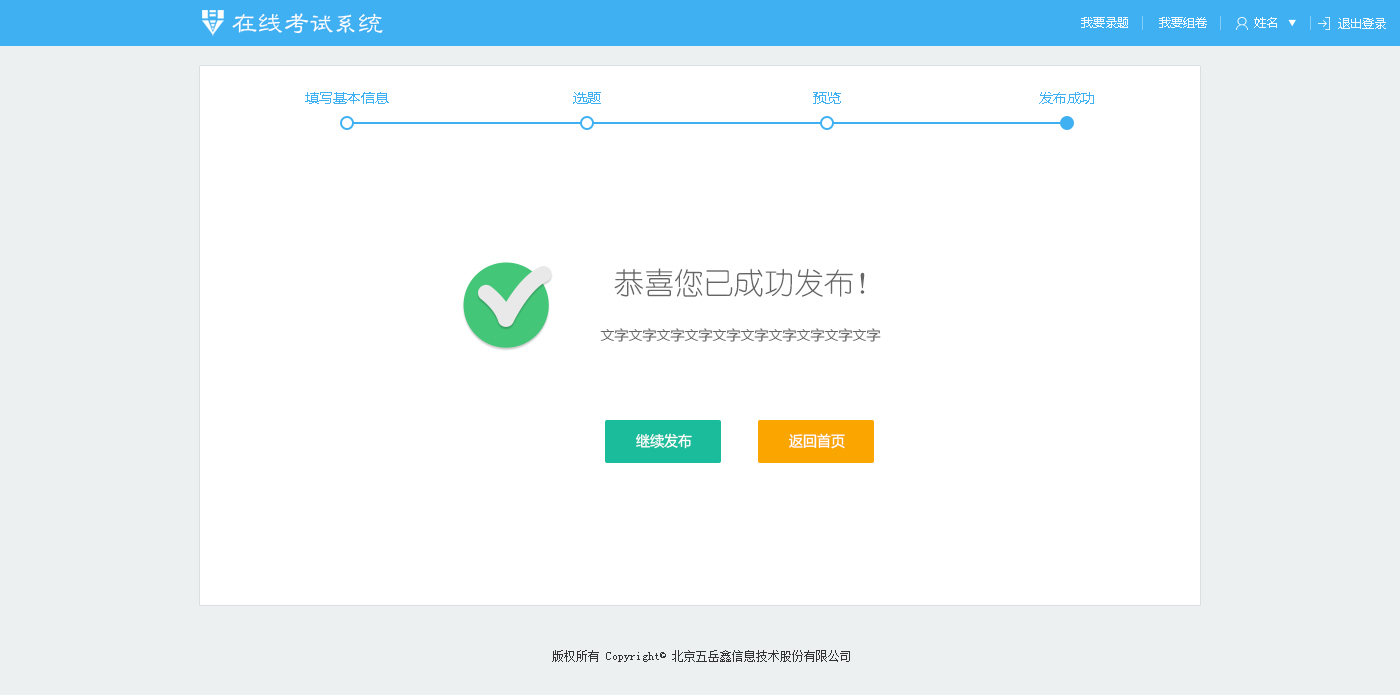 在线考试系统 我要录题 我要组卷 姓名 ▼ 退出登录
填写基本信息 选题 预览 发布成功
恭喜您已成功发布!
文字文字文字文字文字文字文字文字文字文字
继续发布 返回首页
版权所有 Copyright© 北京五岳鑫信息技术股份有限公司